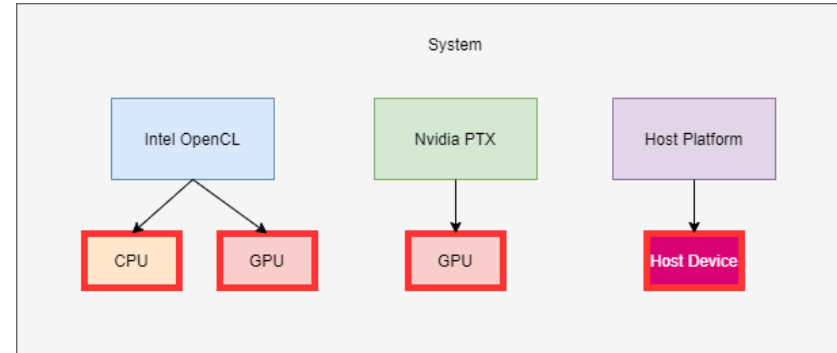 System
Intel OpenCL
Nvidia PTX
Host Platform
CPU
GPU
GPU
Host Device